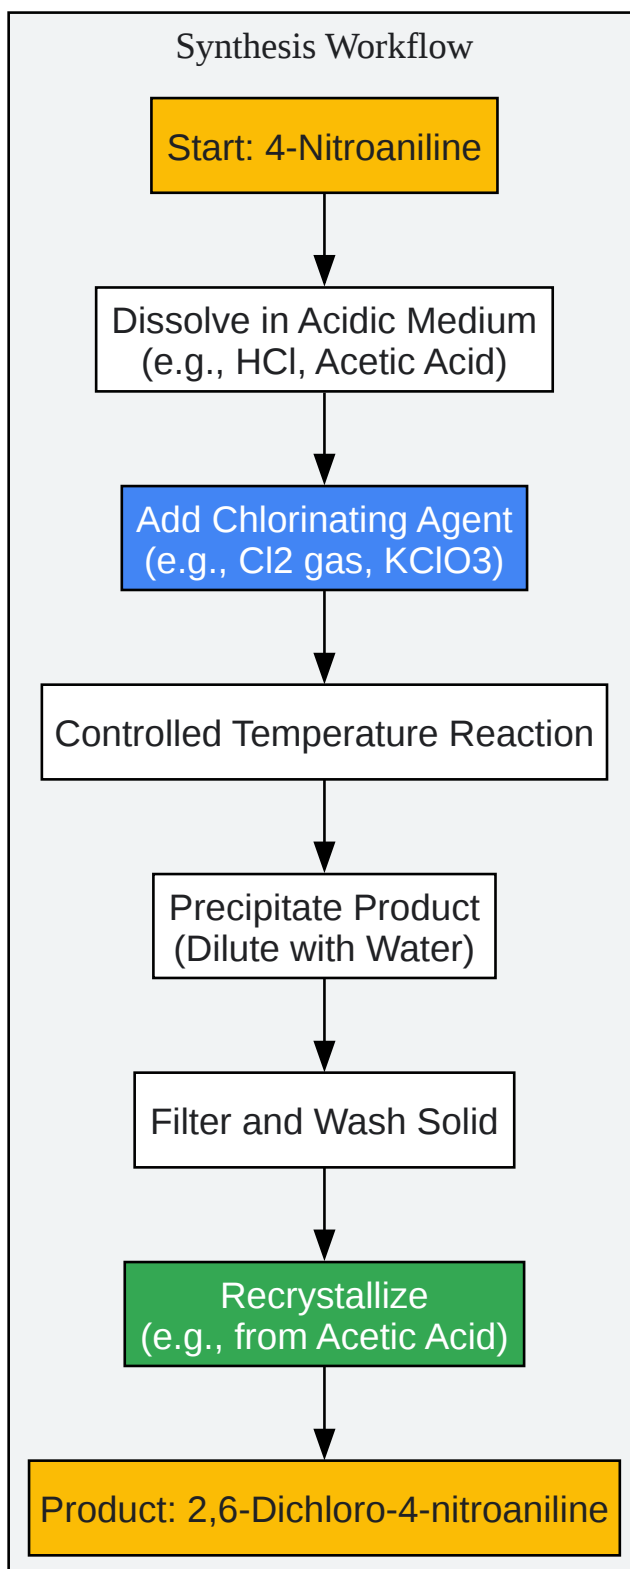 Synthesis Workflow
Start: 4-Nitroaniline
Dissolve in Acidic Medium
(e.g., HCl, Acetic Acid)
Add Chlorinating Agent
(e.g., Cl2 gas, KClO3)
Controlled Temperature Reaction
Precipitate Product
(Dilute with Water)
Filter and Wash Solid
Recrystallize
(e.g., from Acetic Acid)
Product: 2,6-Dichloro-4-nitroaniline